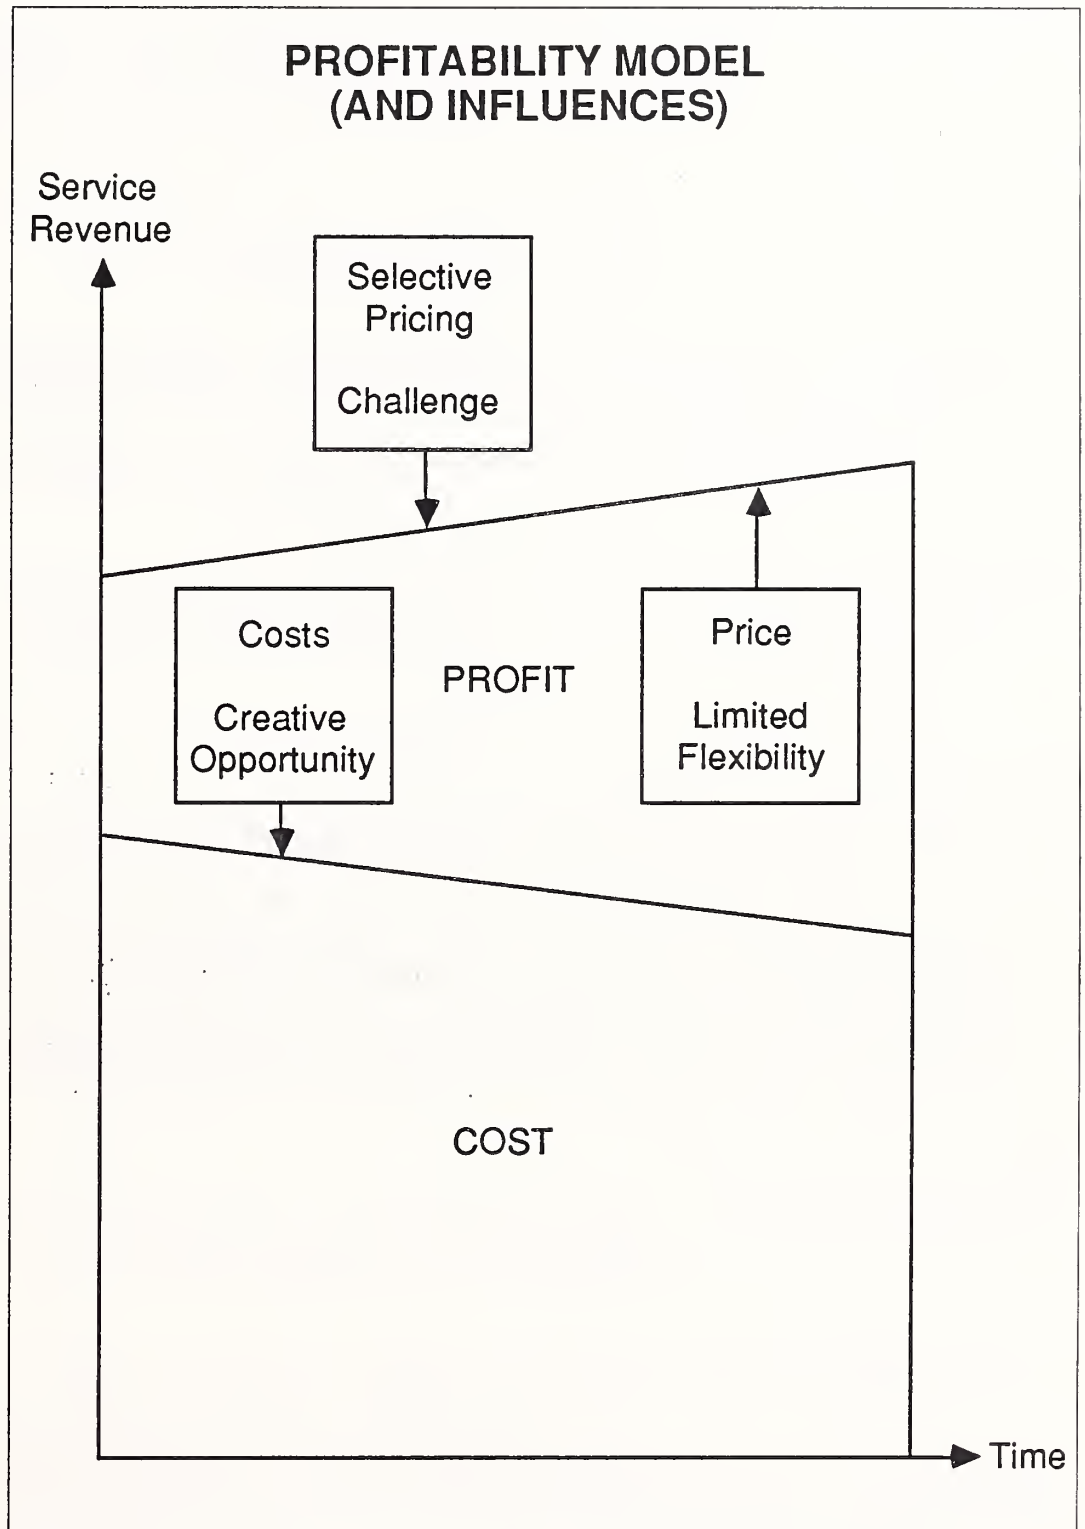 PROFITABILITY MODEL
(AND INFLUENCES)
Service
Revenue
Selective
Pricing
Challenge
Costs
Creative
Opportunity
PROFIT
Price
Limited
Flexibility
COST
Time